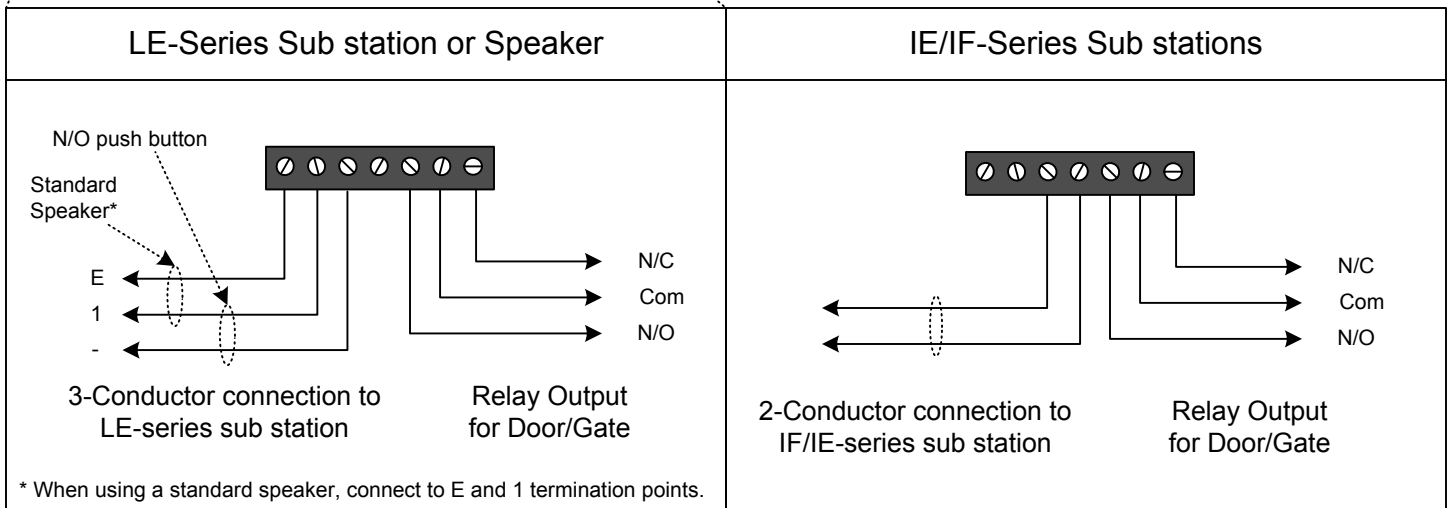 LE-Series Sub station or Speaker
N/O push button
Standard
Speaker*
E
1
-
N/C
Com
N/O
3-Conductor connection to
LE-series sub station
Relay Output
for Door/Gate
* When using a standard speaker, connect to E and 1 termination points.
IE/IF-Series Sub stations
N/C
Com
N/O
2-Conductor connection to
IF/IE-series sub station
Relay Output
for Door/Gate